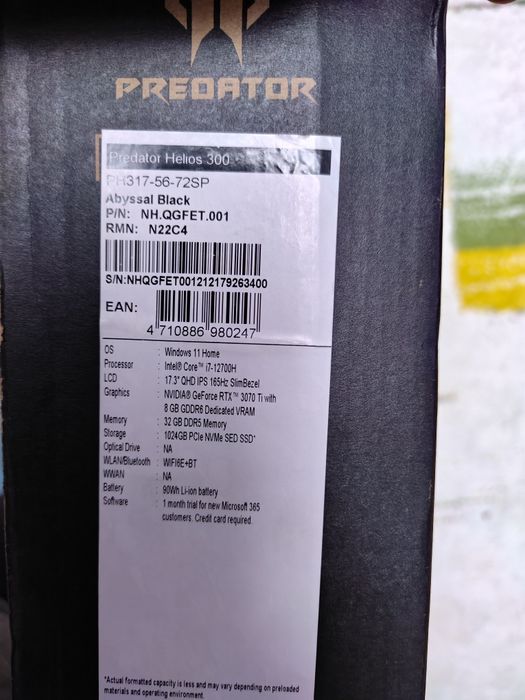 PREDATOR
Predator Helios 300
PH317-56-72SP
Abyssal Black
P/N: NH.QGFET.001
RMN: N22C4
S/N:NHQGFET001212179263400
EAN:
4 710886 980247
OS : Windows 11 Home
Processor : Intel® Core™ i7-12700H
LCD : 17.3" QHD IPS 165Hz SlimBezel
Graphics : NVIDIA® GeForce RTX™ 3070 Ti with
8 GB GDDR6 Dedicated VRAM
Memory : 32 GB DDR5 Memory
Storage : 1024GB PCIe NVMe SED SSD*
Optical Drive : NA
WLAN/Bluetooth : WIFI6E+BT
WWAN : NA
Battery : 90Wh Li-ion battery
Software : 1 month trial for new Microsoft 365
customers. Credit card required.
*Actual formatted capacity is less and may vary depending on preloaded
materials and operating environment.